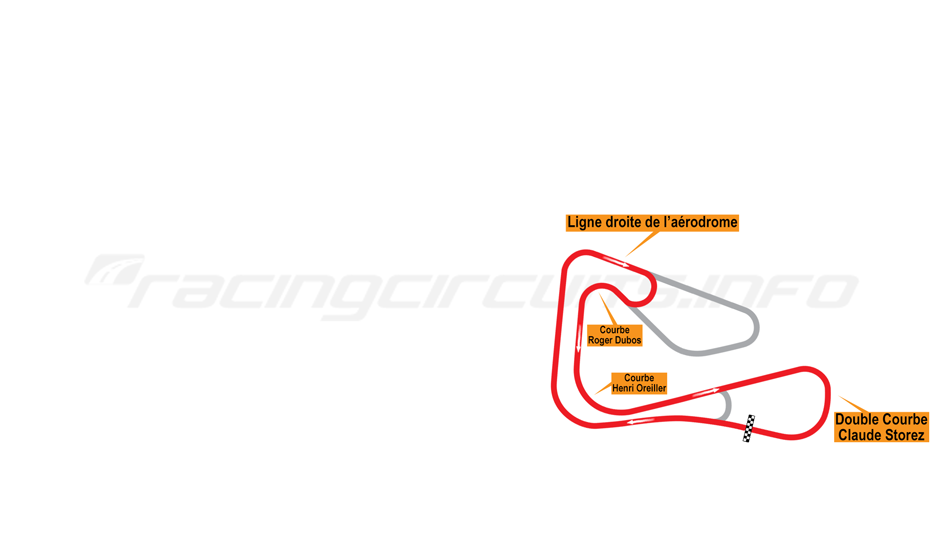 Ligne droite de l'aérodrome
racingcircuits.info
Courbe
Roger Dubos
Courbe
Henri Oreiller
Double Courbe
Claude Storez